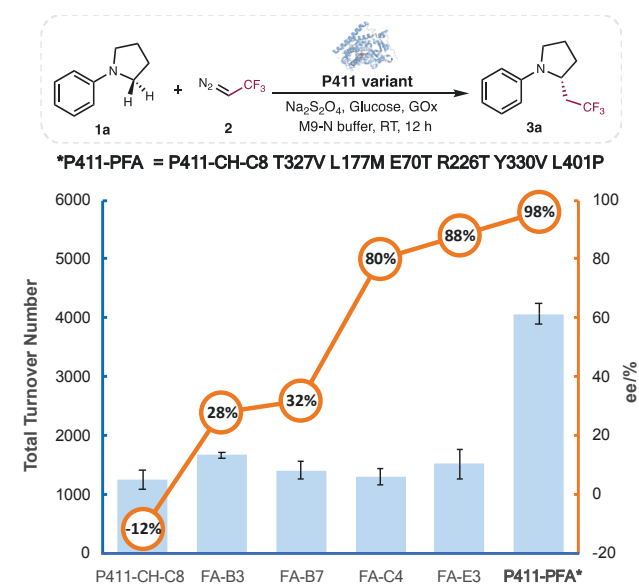 N
H
H
1a
+
N₂
CF₃
2
P411 variant
Na₂S₂O₄, Glucose, GOx
M9-N buffer, RT, 12 h
N
CF₃
3a
*P411-PFA = P411-CH-C8 T327V L177M E70T R226T Y330V L401P
Total Turnover Number
6000
5000
4000
3000
2000
1000
0
-12%
28%
32%
80%
88%
98%
100
80
60
40
20
0
-20
ee/%
P411-CH-C8 FA-B3 FA-B7 FA-C4 FA-E3 P411-PFA*